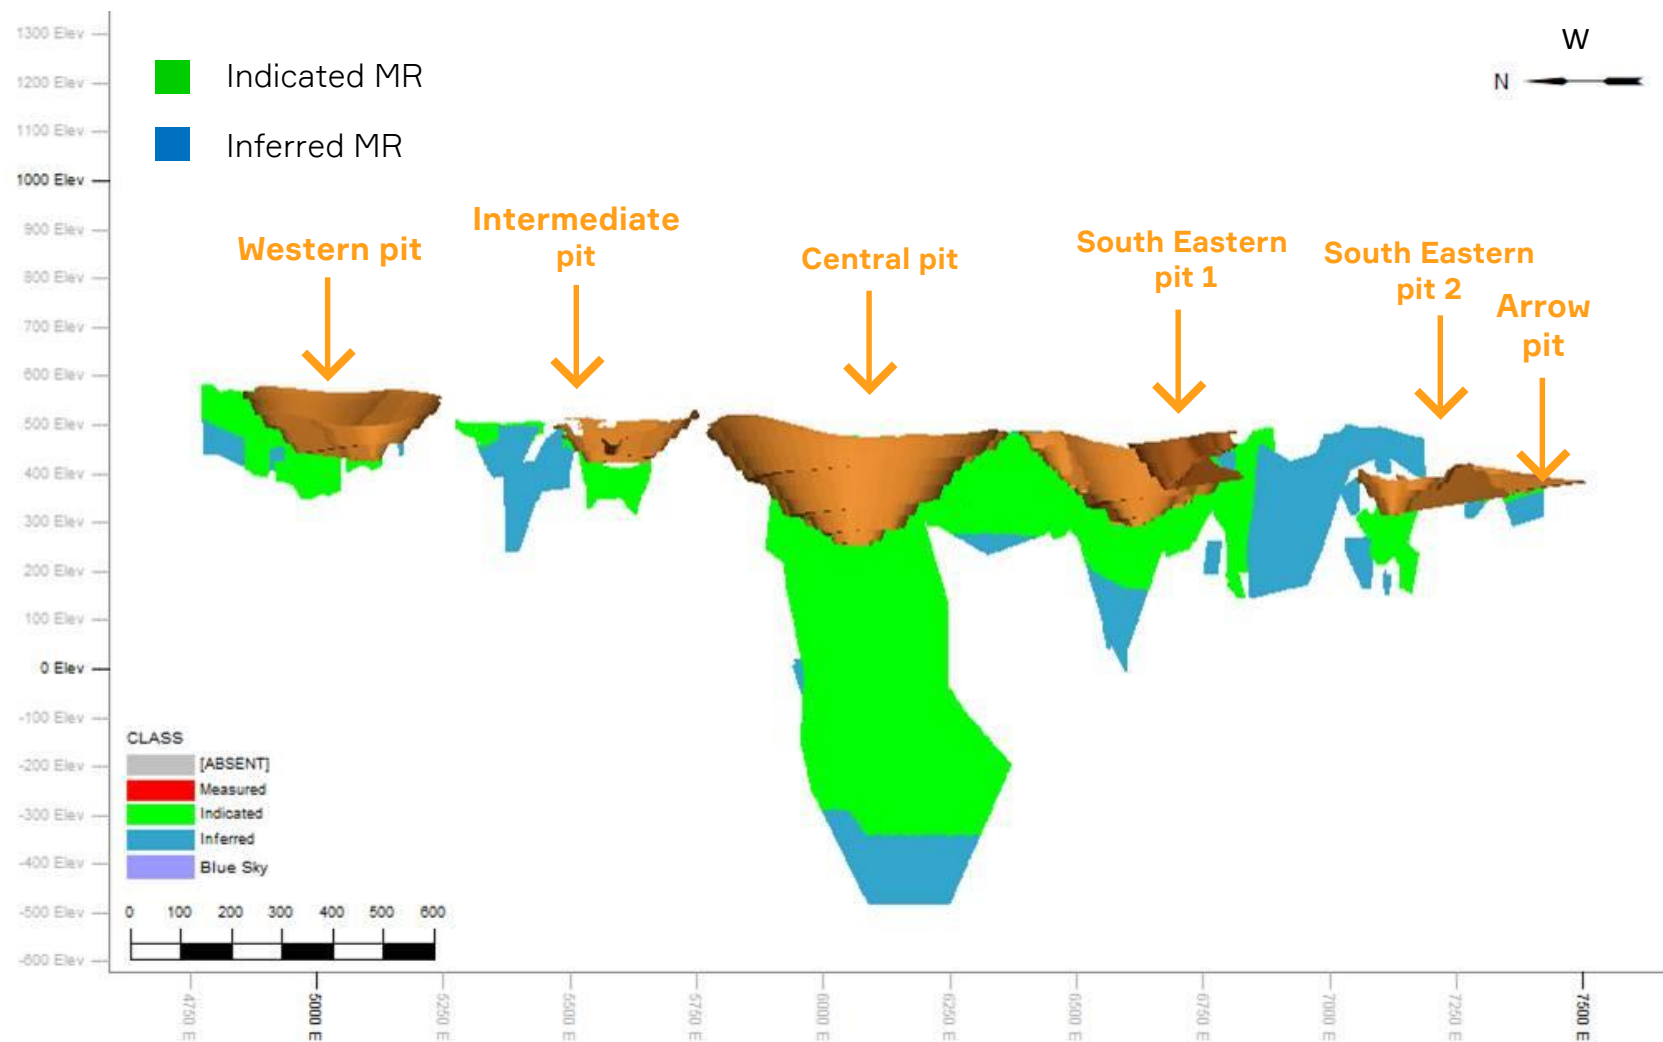 1300 Elev
1200 Elev
1100 Elev
1000 Elev
900 Elev
800 Elev
700 Elev
600 Elev
500 Elev
400 Elev
300 Elev
200 Elev
100 Elev
0 Elev
-100 Elev
-200 Elev
-300 Elev
-400 Elev
-500 Elev
-600 Elev
Indicated MR
Inferred MR
W
N
Western pit
Intermediate
pit
Central pit
South Eastern
pit 1
South Eastern
pit 2
Arrow
pit
CLASS
[ABSENT]
Measured
Indicated
Inferred
Blue Sky
0 100 200 300 400 500 600
4750 E
5000 E
5250 E
5500 E
5750 E
6000 E
6250 E
6500 E
6750 E
7000 E
7250 E
7500 E